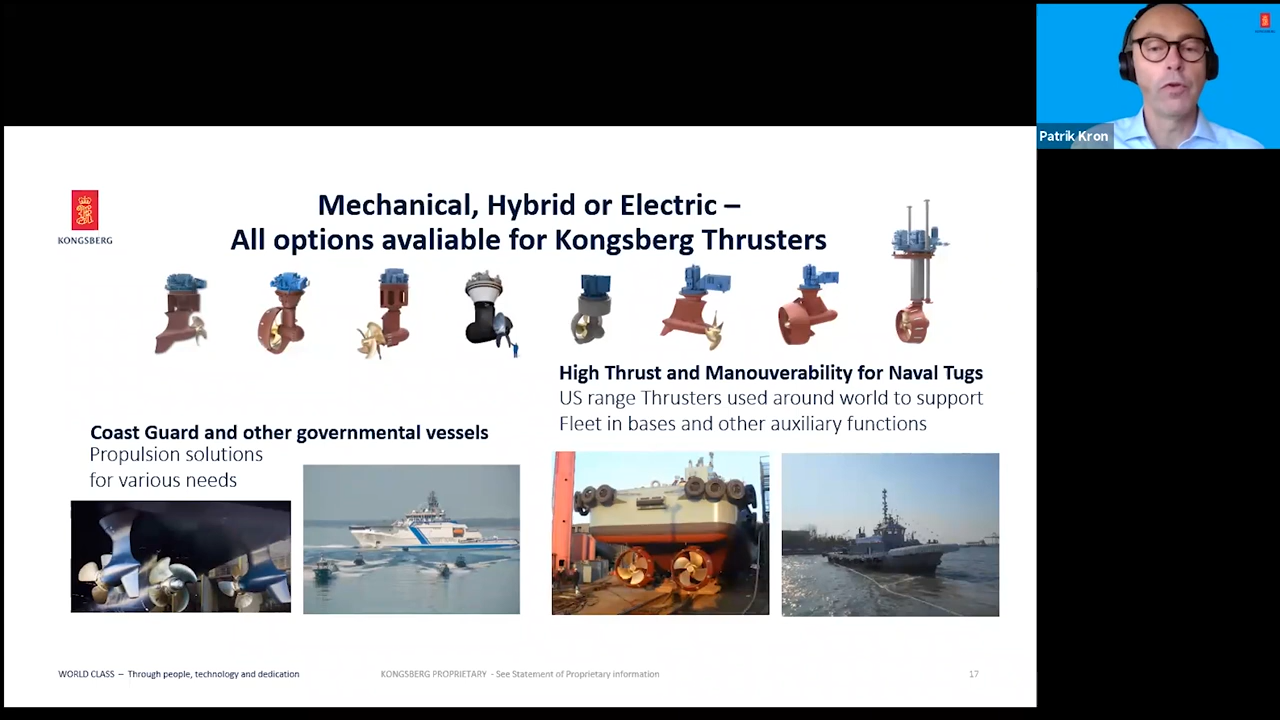 Patrik Kron
KONGSBERG
Mechanical, Hybrid or Electric –
All options avaliable for Kongsberg Thrusters
High Thrust and Manouverability for Naval Tugs
US range Thrusters used around world to support
Fleet in bases and other auxiliary functions
Coast Guard and other governmental vessels
Propulsion solutions
for various needs
WORLD CLASS – Through people, technology and dedication
KONGSBERG PROPRIETARY - See Statement of Proprietary information
17